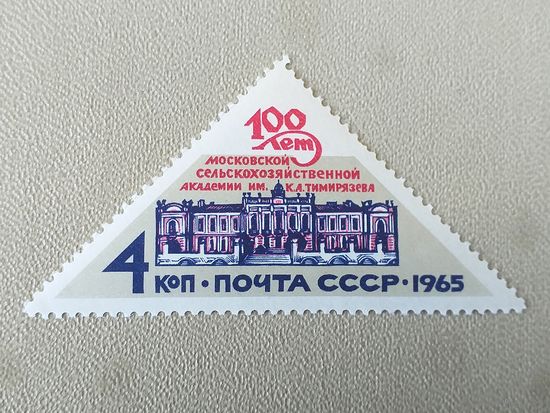 100
лет
МОСКОВСКОЙ
СЕЛЬСКОХОЗЯЙСТВЕННОЙ
АКАДЕМИИ ИМ. К.А.ТИМИРЯЗЕВА
4 КОП • ПОЧТА СССР • 1965